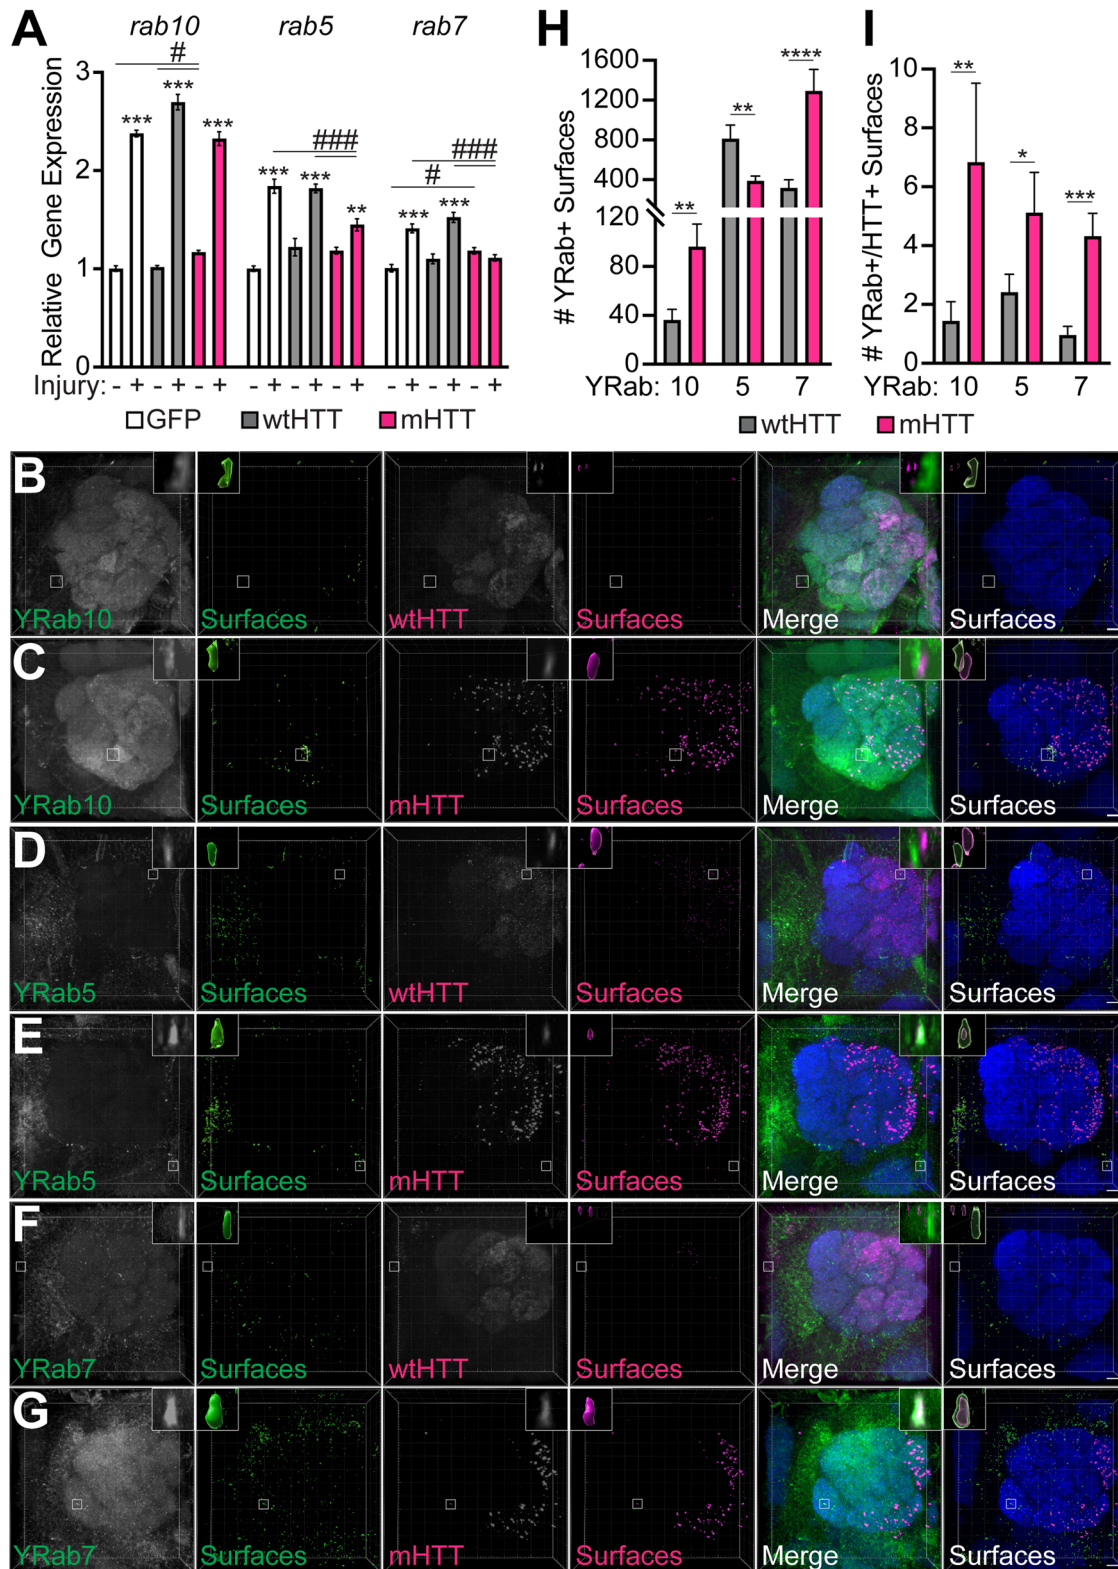 A
rab10 rab5 rab7
#
***
***
***
###
***
***
**
###
#
***
***
Relative Gene Expression
3
2
1
0
Injury: - + - + - + - + - + - + - + - + - +
GFP wtHTT mHTT
H
# YRab+ Surfaces
1600
1200
800
400
120
80
40
0
**
**
****
YRab: 10 5 7
I
# YRab+/HTT+ Surfaces
10
8
6
4
2
0
**
*
***
YRab: 10 5 7
wtHTT mHTT
B
YRab10 Surfaces wtHTT Surfaces Merge Surfaces
C
YRab10 Surfaces mHTT Surfaces Merge Surfaces
D
YRab5 Surfaces wtHTT Surfaces Merge Surfaces
E
YRab5 Surfaces mHTT Surfaces Merge Surfaces
F
YRab7 Surfaces wtHTT Surfaces Merge Surfaces
G
YRab7 Surfaces mHTT Surfaces Merge Surfaces